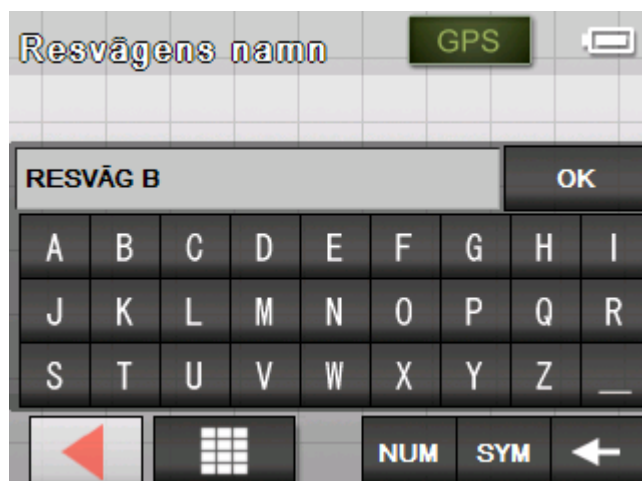 Resvägens namn GPS
RESVÄG B OK
A B C D E F G H I
J K L M N O P Q R
S T U V W X Y Z _
NUM SYM